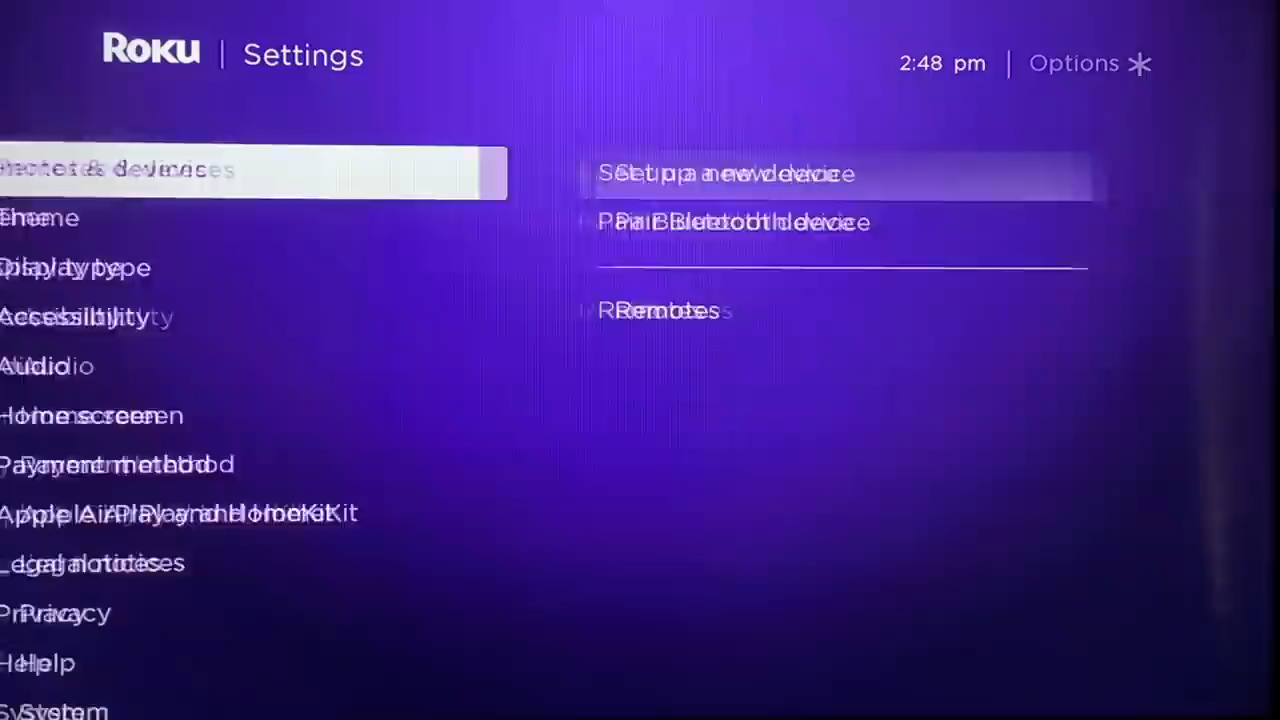 Roku | Settings
2:48 pm | Options
Remotes & devices
Theme
Display type
Accessibility
Audio
Home screen
Payment method
Apple AirPlay and HomeKit
Legal notices
Privacy
Help
System
Set up a new device
Pair Bluetooth device
Remotes